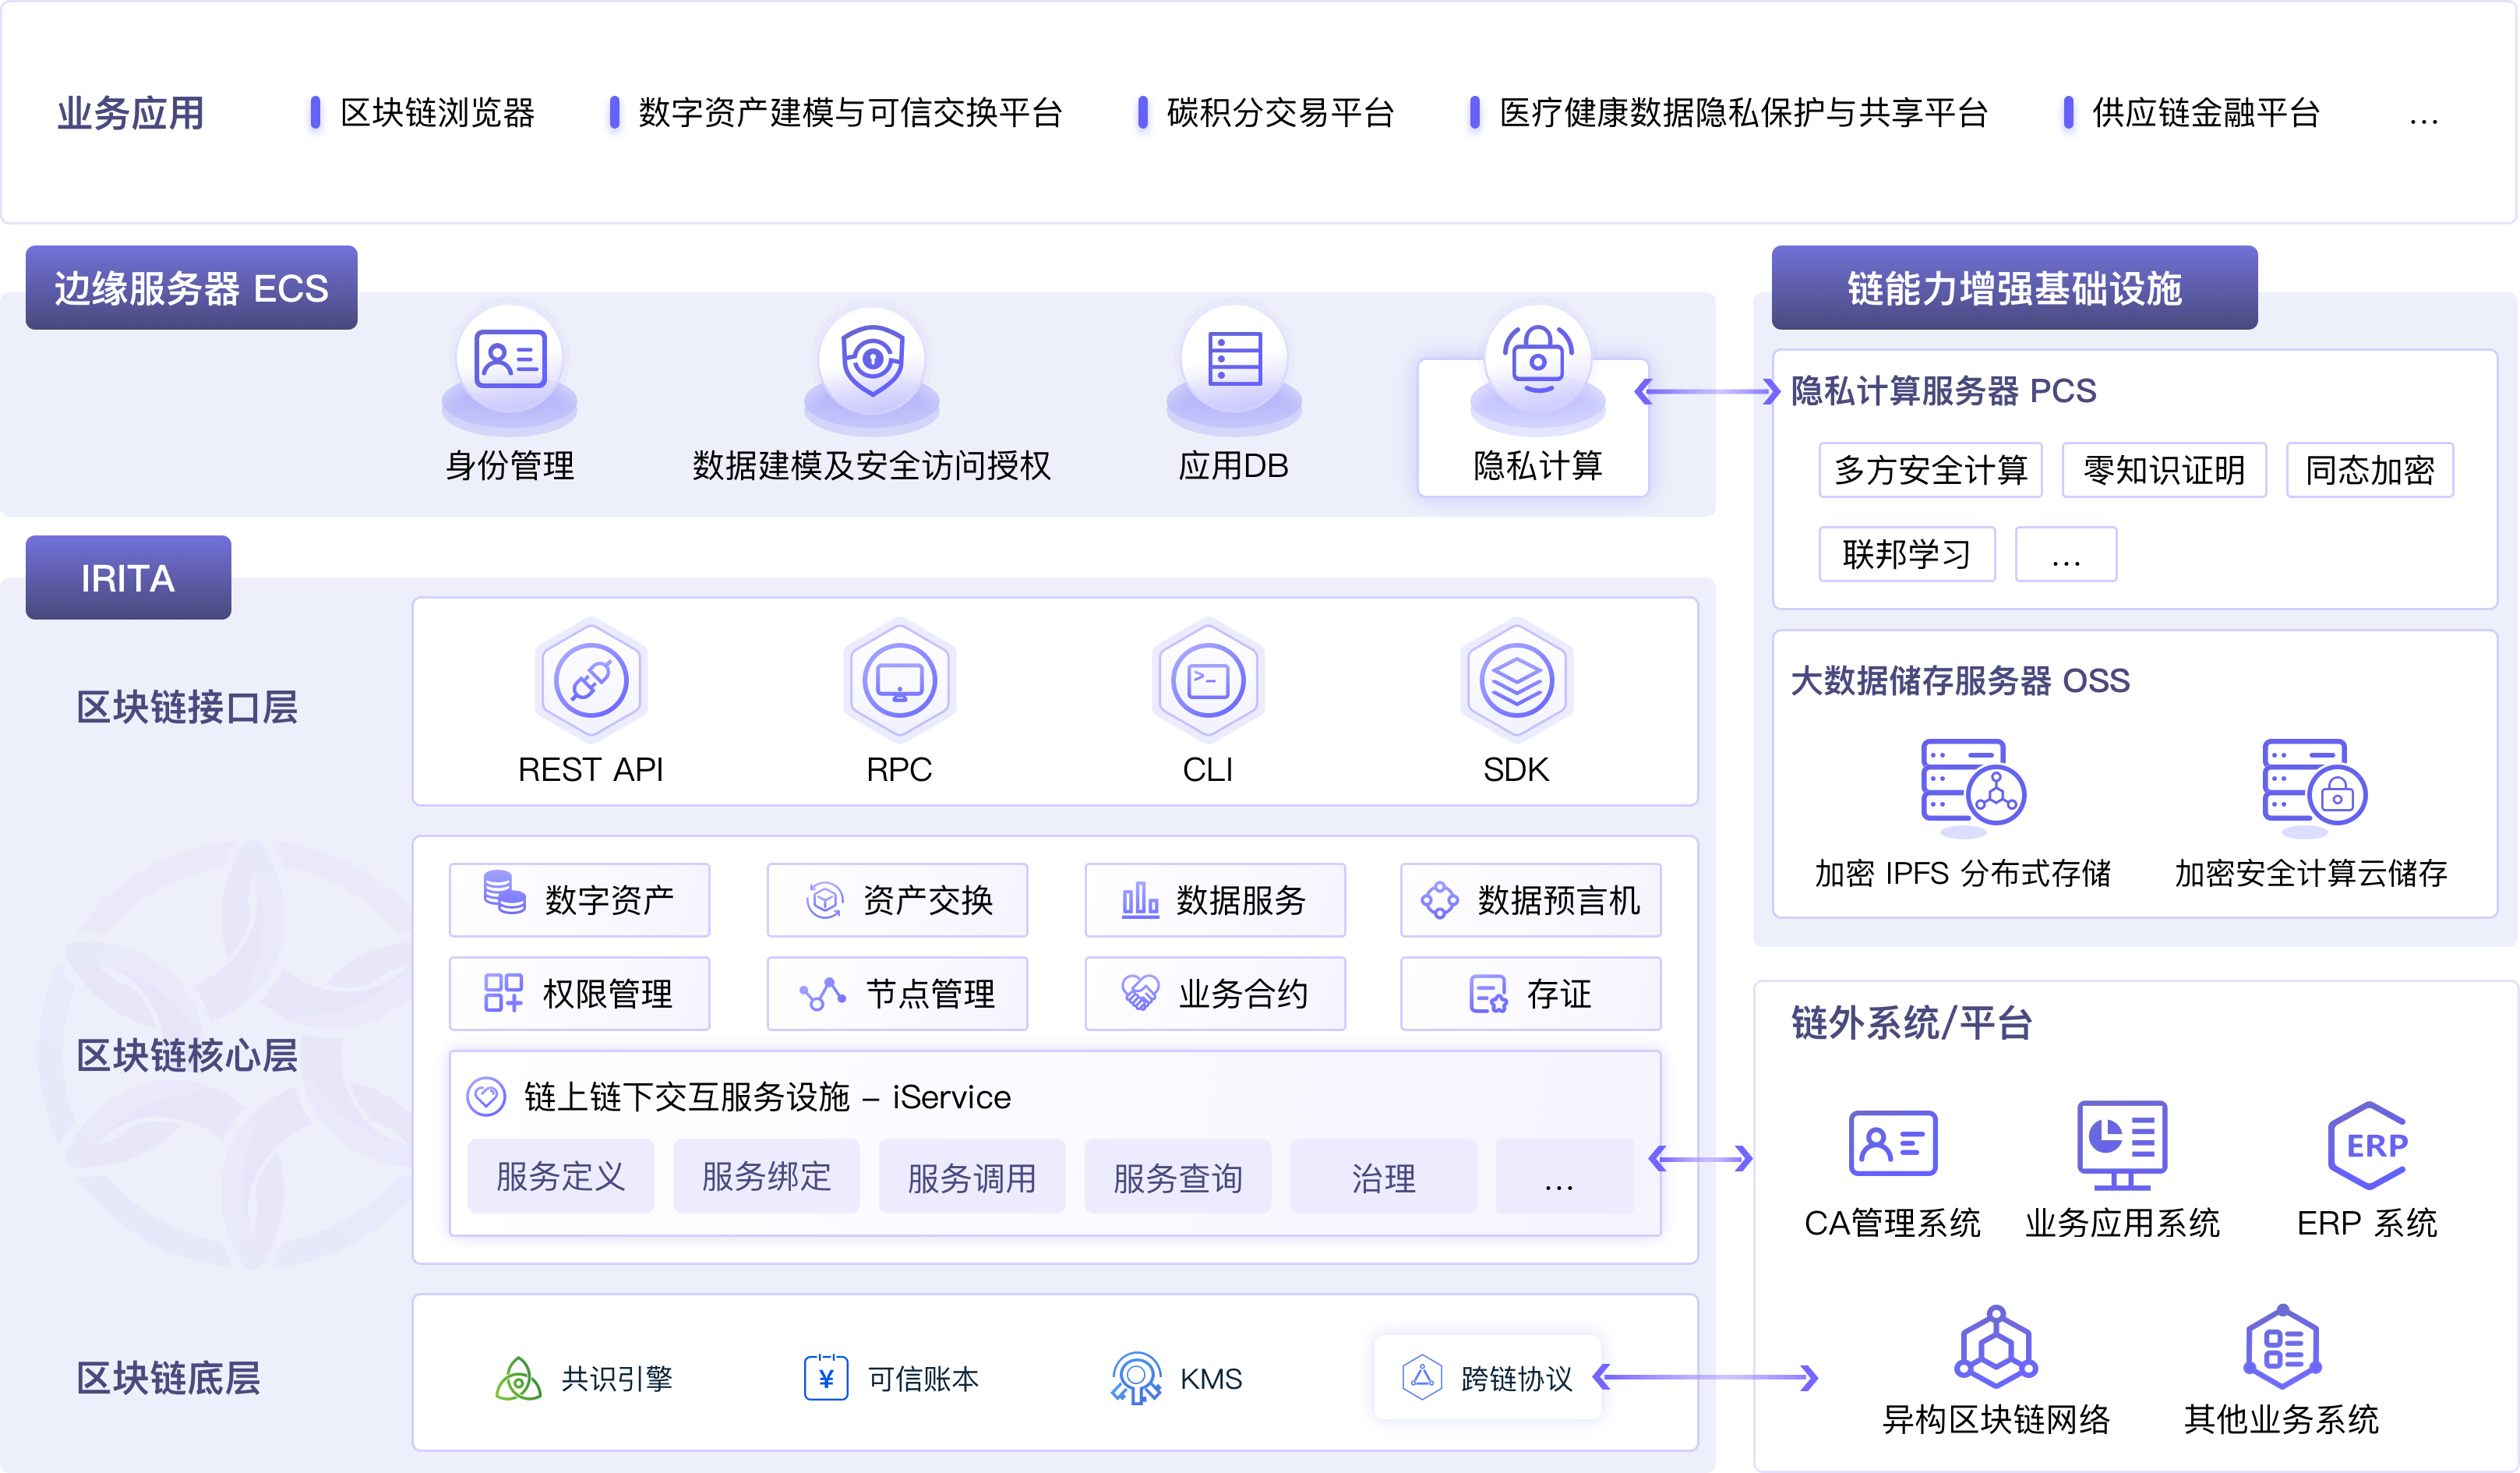 业务应用
区块链浏览器
数字资产建模与可信交换平台
碳积分交易平台
医疗健康数据隐私保护与共享平台
供应链金融平台
...
边缘服务器 ECS
身份管理
数据建模及安全访问授权
应用DB
隐私计算
链能力增强基础设施
隐私计算服务器 PCS
多方安全计算
零知识证明
同态加密
联邦学习
...
大数据储存服务器 OSS
加密 IPFS 分布式存储
加密安全计算云储存
IRITA
区块链接口层
REST API
RPC
CLI
SDK
区块链核心层
数字资产
资产交换
数据服务
数据预言机
权限管理
节点管理
业务合约
存证
链上链下交互服务设施 – iService
服务定义
服务绑定
服务调用
服务查询
治理
...
区块链底层
共识引擎
¥
可信账本
KMS
跨链协议
链外系统/平台
CA管理系统
业务应用系统
ERP
ERP 系统
异构区块链网络
其他业务系统